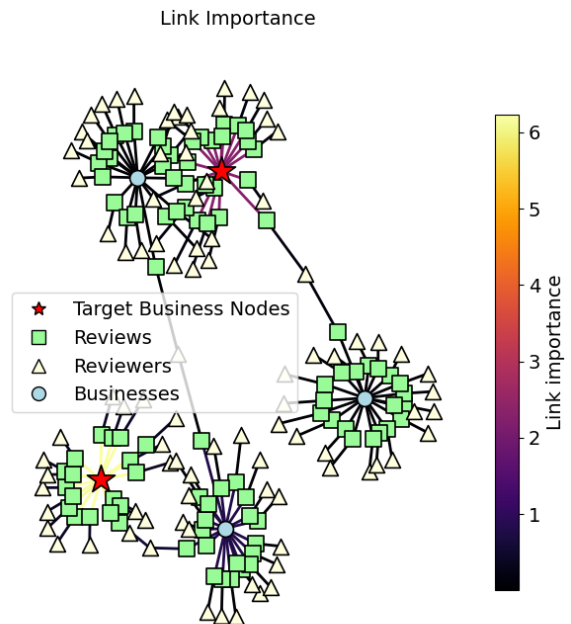 Link Importance
Target Business Nodes
Reviews
Reviewers
Businesses
6
5
4
3
2
1
Link importance